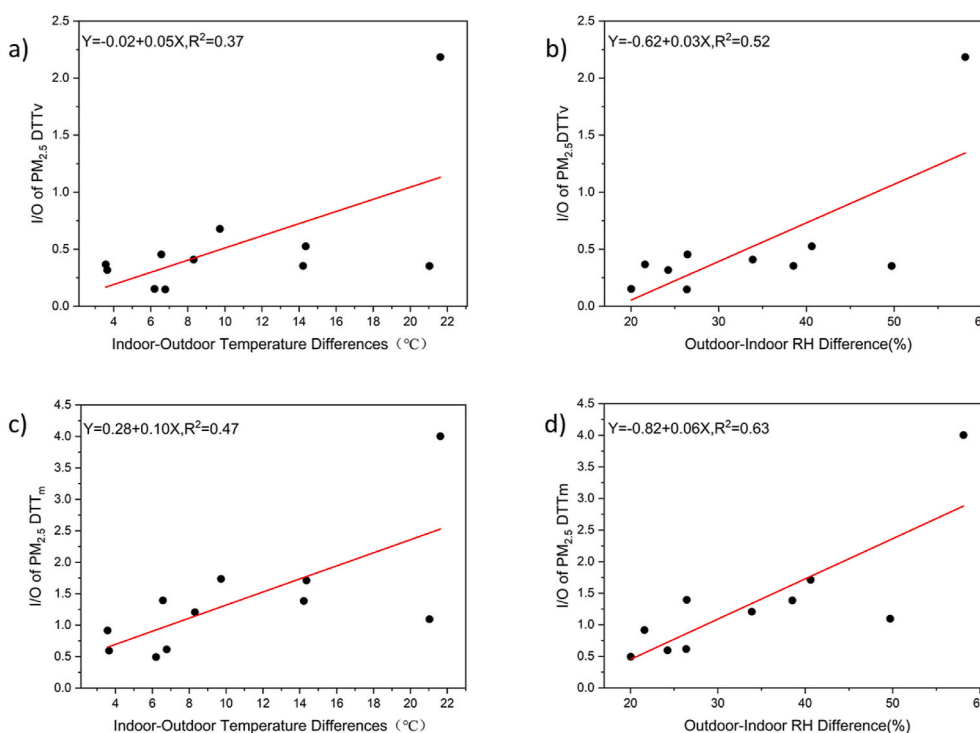 a)
Y=-0.02+0.05X,R²=0.37
I/O of PM₂.₅ DTTv
2.5
2.0
1.5
1.0
0.5
0.0
4 6 8 10 12 14 16 18 20 22
Indoor-Outdoor Temperature Differences (℃)
b)
Y=-0.62+0.03X,R²=0.52
I/O of PM₂.₅DTTv
2.5
2.0
1.5
1.0
0.5
0.0
20 30 40 50
Outdoor-Indoor RH Difference(%)
c)
Y=0.28+0.10X,R²=0.47
I/O of PM₂.₅ DTTₘ
4.5
4.0
3.5
3.0
2.5
2.0
1.5
1.0
0.5
0.0
4 6 8 10 12 14 16 18 20 22
Indoor-Outdoor Temperature Differences (℃)
d)
Y=-0.82+0.06X,R²=0.63
I/O of PM₂.₅ DTTm
4.5
4.0
3.5
3.0
2.5
2.0
1.5
1.0
0.5
0.0
20 30 40 50
Outdoor-Indoor RH Difference(%)